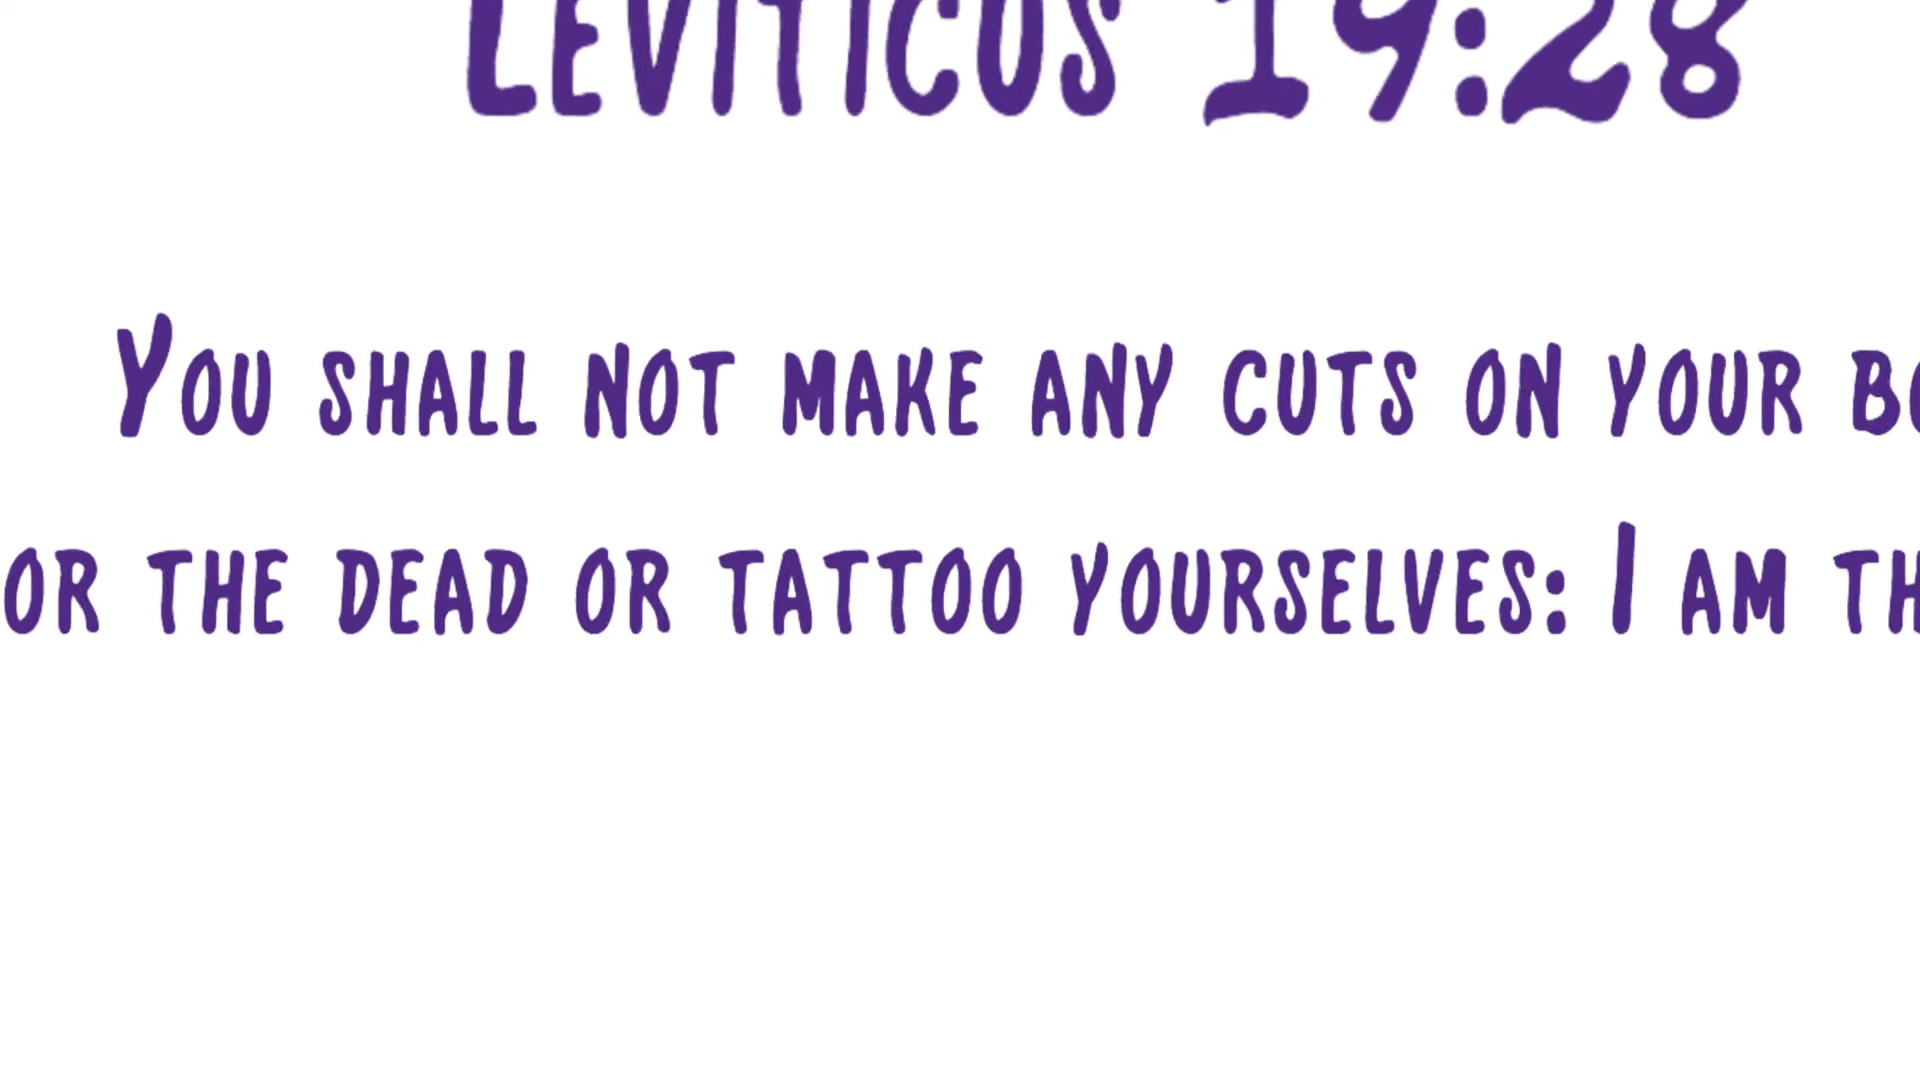 Leviticus 19:28
You shall not make any cuts on your
or the dead or tattoo yourselves: I am